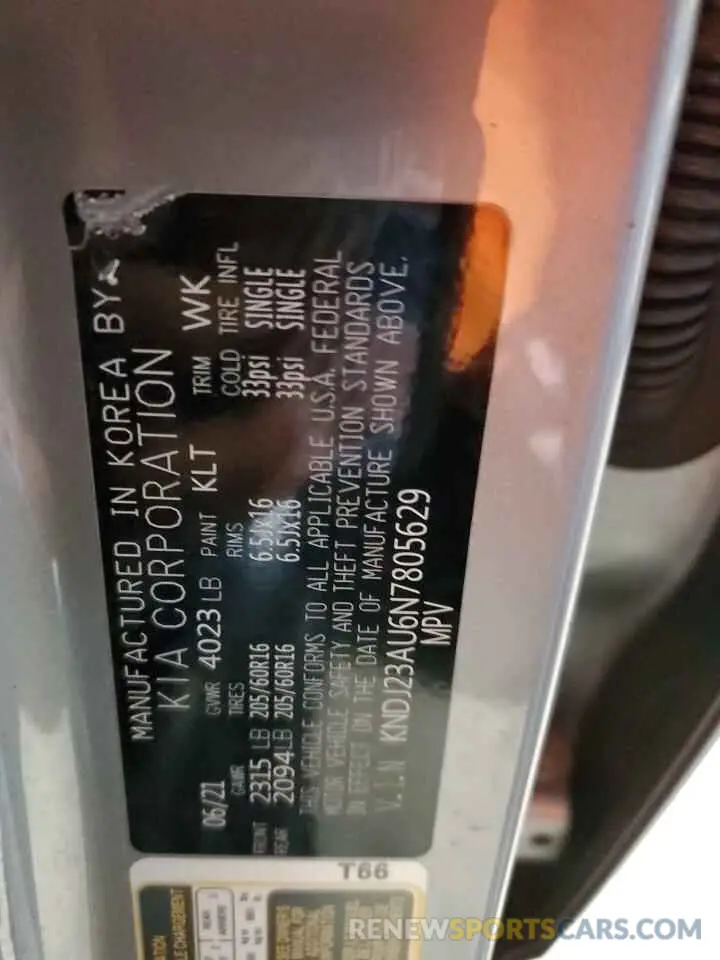 MANUFACTURED IN KOREA BY
KIA CORPORATION
06/21 GVWR 4023 LB PAINT KLT TRIM WK
GAWR TIRES RIMS COLD TIRE INFL
FRONT 2315 LB 205/60R16 6.5JX16 33psi SINGLE
REAR 2094 LB 205/60R16 6.5JX16 33psi SINGLE
THIS VEHICLE CONFORMS TO ALL APPLICABLE U.S.A. FEDERAL
MOTOR VEHICLE SAFETY AND THEFT PREVENTION STANDARDS
IN EFFECT ON THE DATE OF MANUFACTURE SHOWN ABOVE.
V.I.N KNDJ23AU6N7805629
MPV
T66
RENEWSPORTCARS.COM